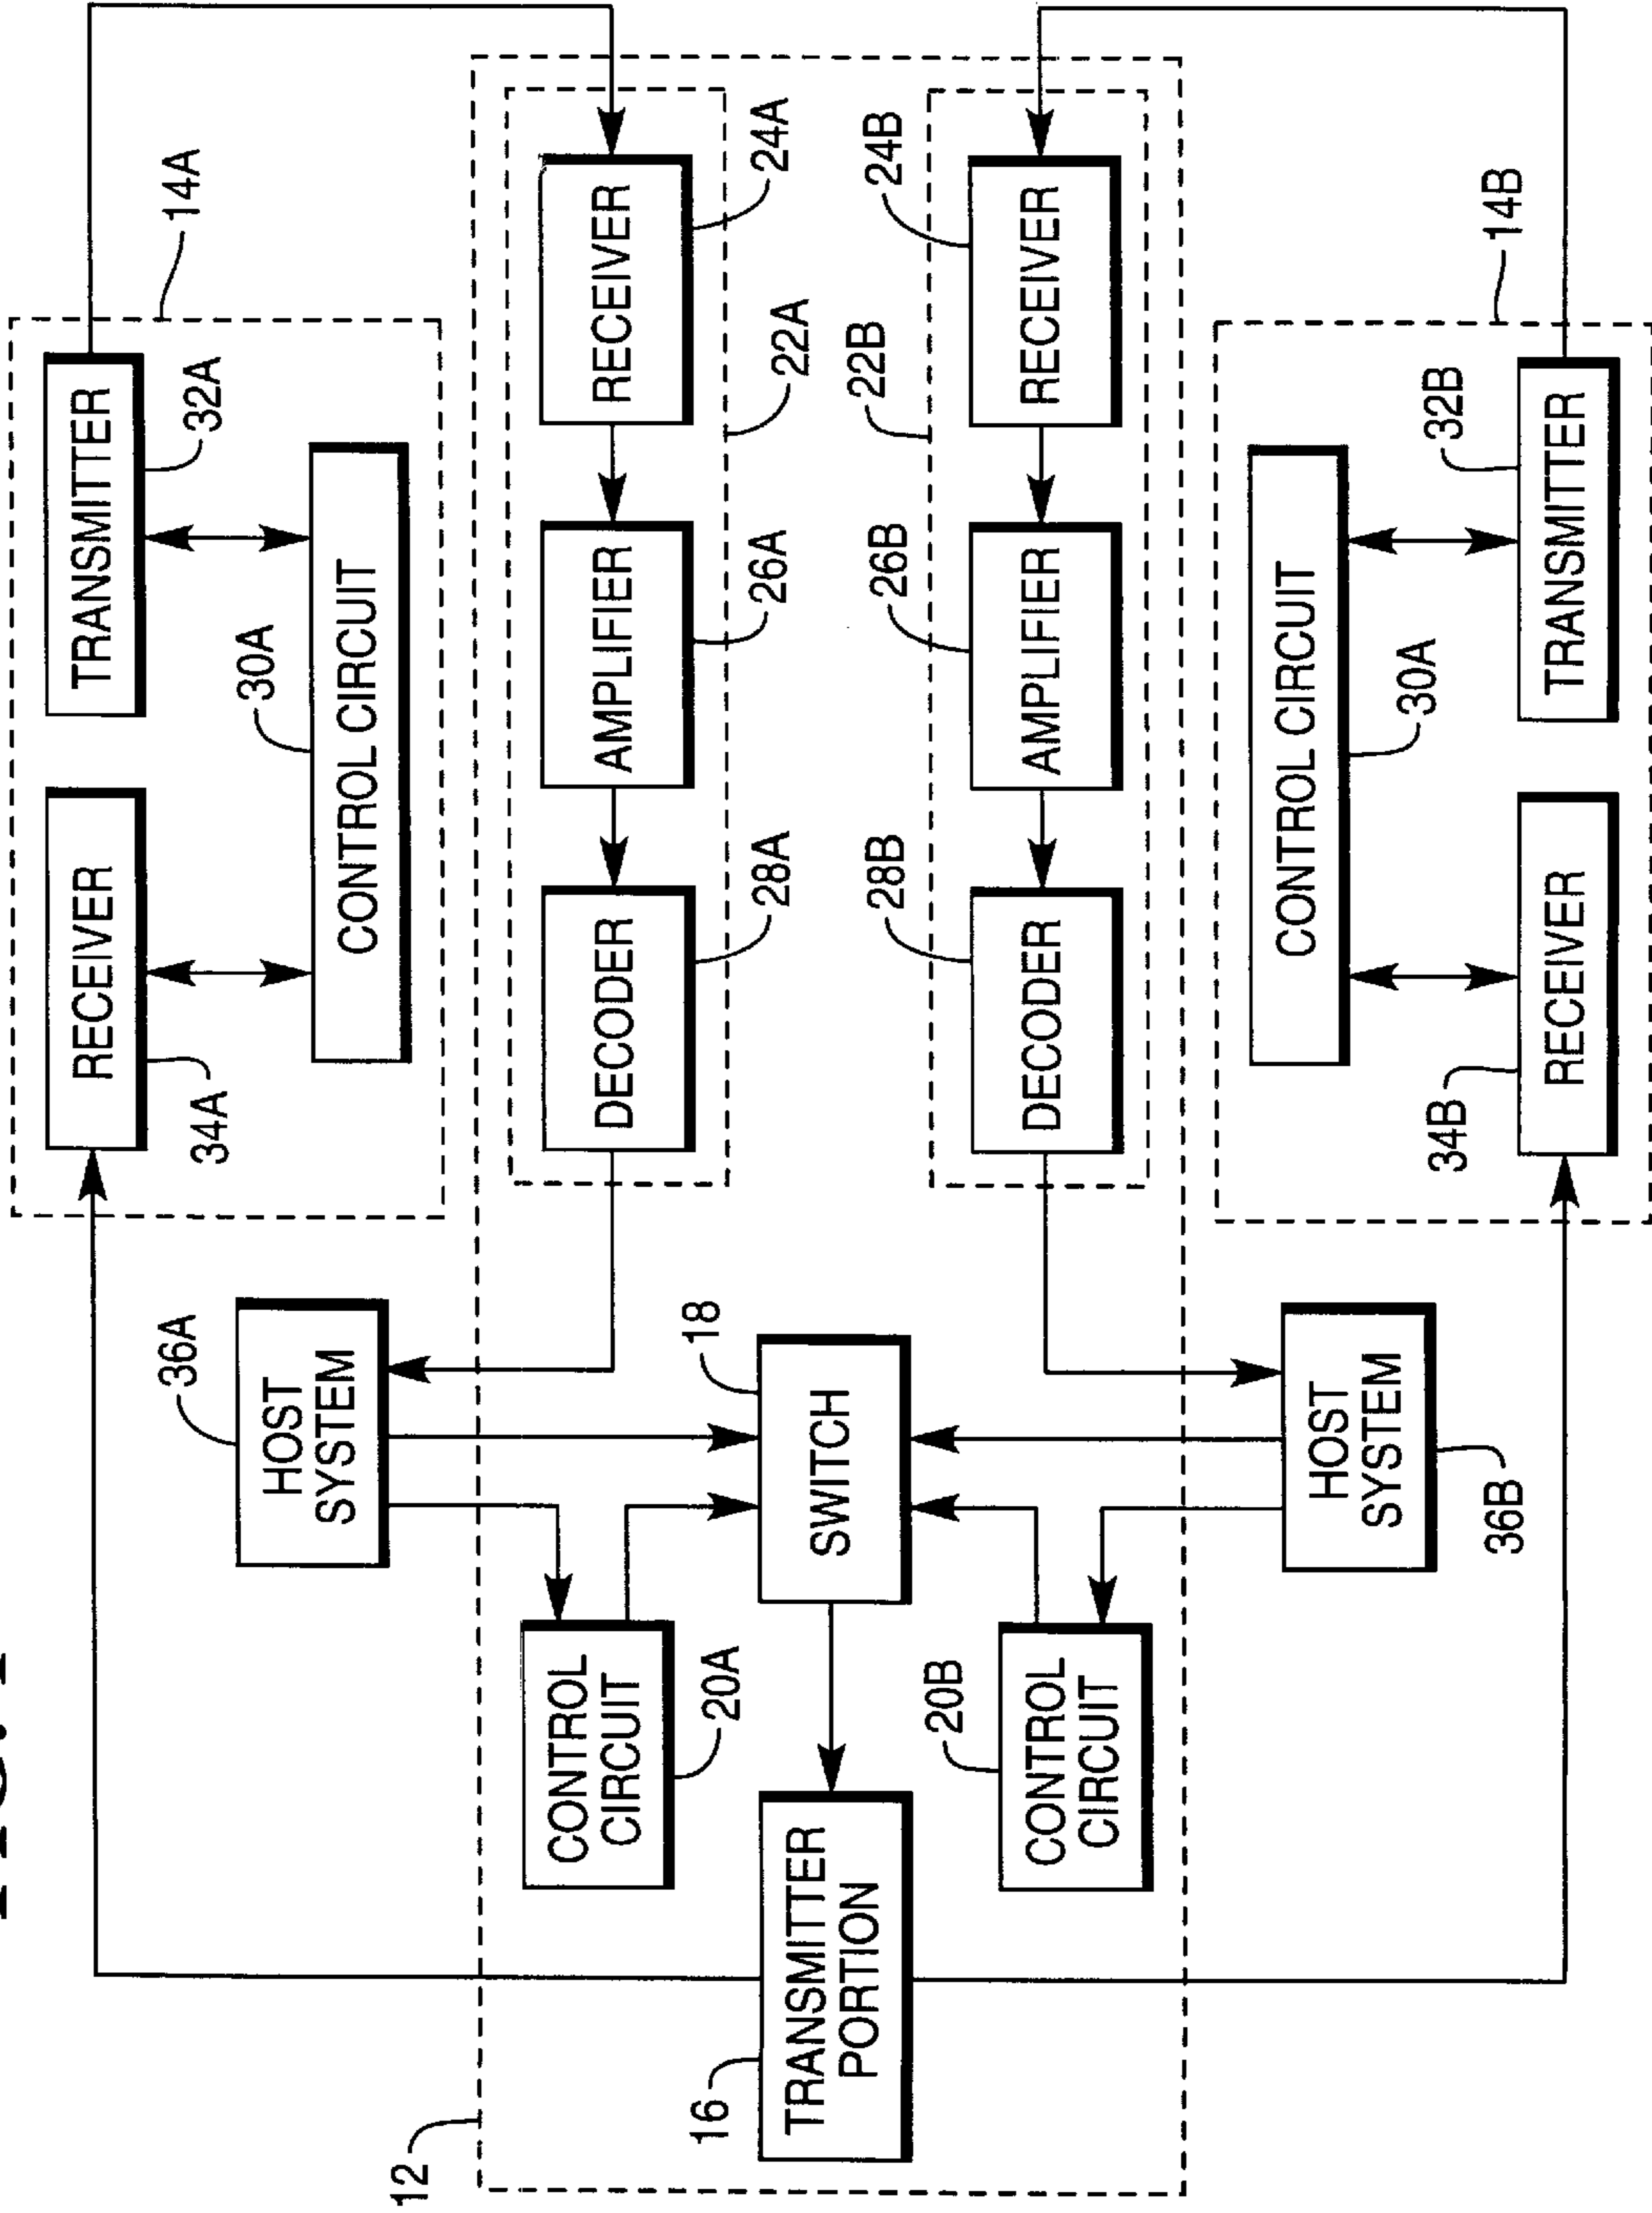 14A
RECEIVER
TRANSMITTER
34A
32A
30A
CONTROL CIRCUIT
36A
HOST
SYSTEM
12
DECODER
AMPLIFIER
RECEIVER
28A
26A
24A
22A
CONTROL
CIRCUIT
20A
18
SWITCH
16
TRANSMITTER
PORTION
20B
CONTROL
CIRCUIT
22B
28B
26B
24B
DECODER
AMPLIFIER
RECEIVER
HOST
SYSTEM
36B
14B
CONTROL CIRCUIT
30A
34B
32B
RECEIVER
TRANSMITTER